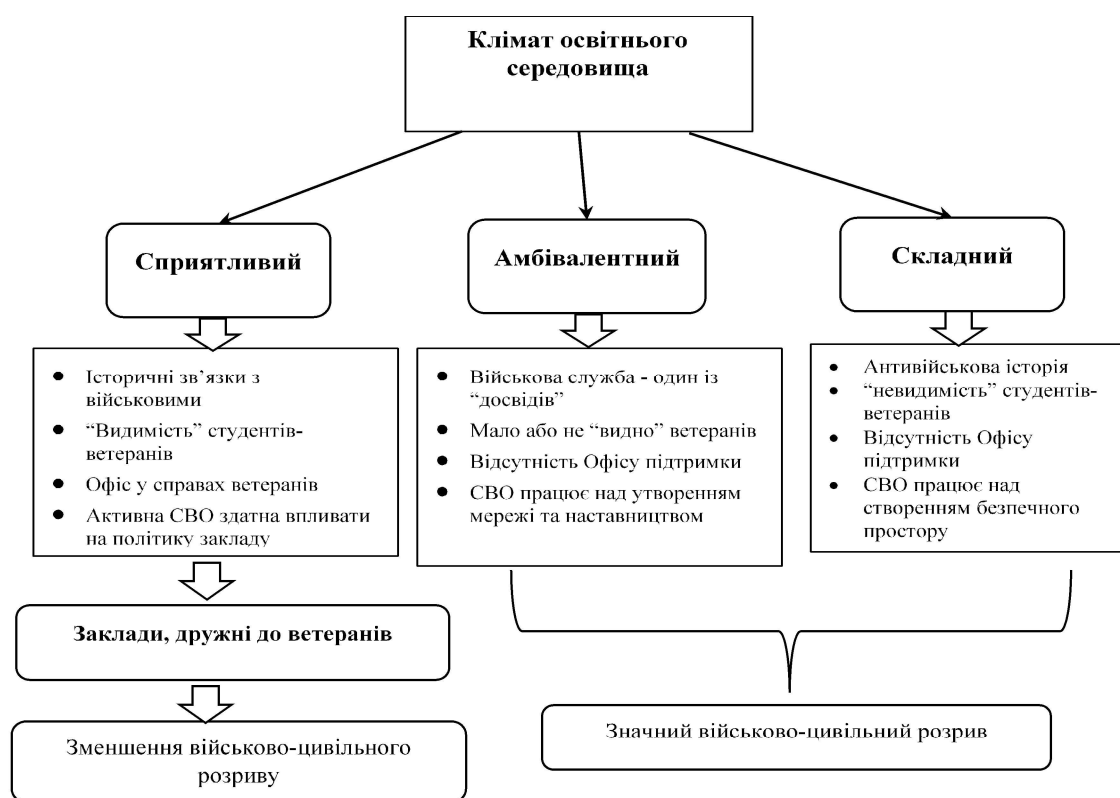 Клімат освітнього
середовища
Сприятливий
Амбівалентний
Складний
● Історичні зв’язки з
військовими
● “Видимість” студентів-
ветеранів
● Офіс у справах ветеранів
● Активна СВО здатна впливати
на політику закладу
● Військова служба - один із
“досвідів”
● Мало або не “видно” ветеранів
● Відсутність Офісу підтримки
● СВО працює над утворенням
мережі та наставництвом
● Антивійськова історія
● “невидимість” студентів-
ветеранів
● Відсутність Офісу
підтримки
● СВО працює над
створенням безпечного
простору
Заклади, дружні до ветеранів
Зменшення військово-цивільного
розриву
Значний військово-цивільний розрив